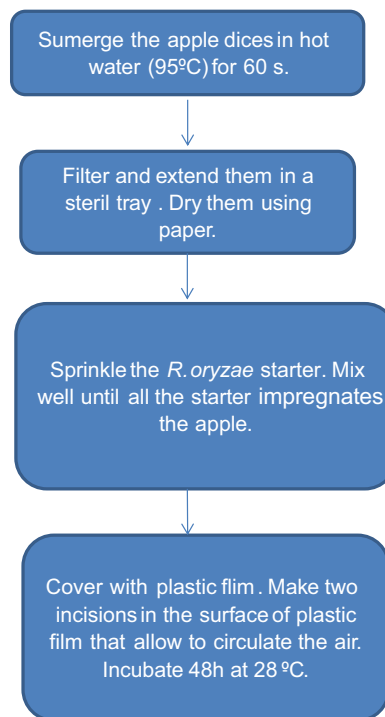 Sumerge the apple dices in hot
water (95ºC) for 60 s.
Filter and extend them in a
steril tray . Dry them using
paper.
Sprinkle the R. oryzae starter. Mix
well until all the starter impregnates
the apple.
Cover with plastic flim . Make two
incisions in the surface of plastic
film that allow to circulate the air.
Incubate 48h at 28 ºC.